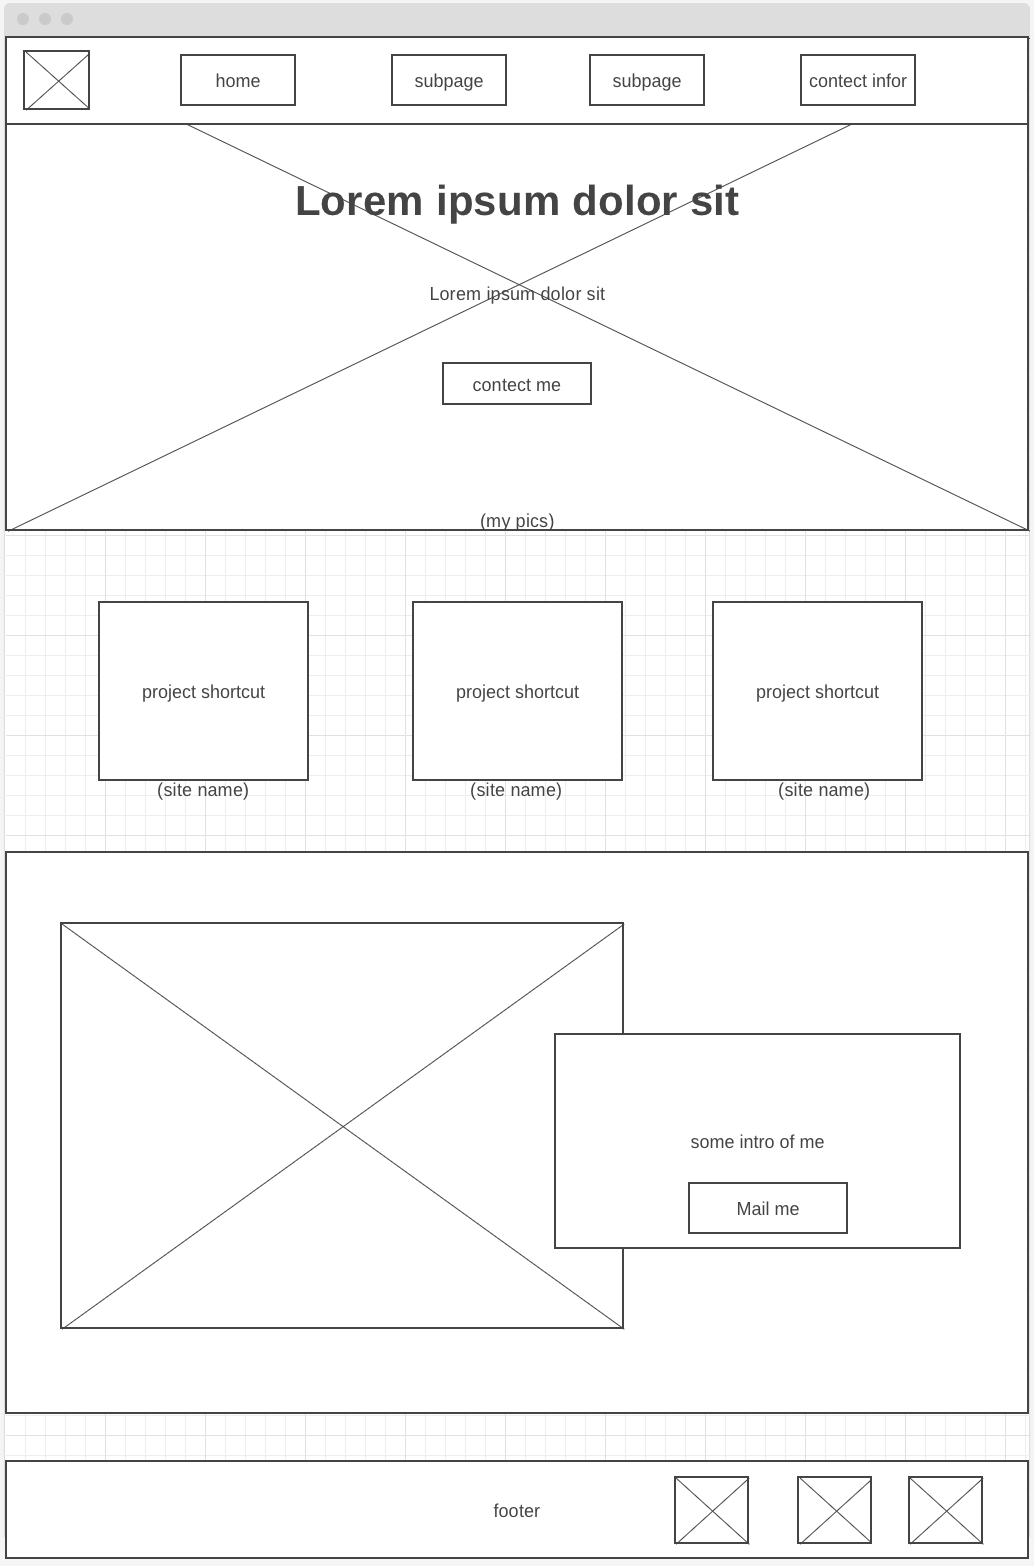 home
subpage
subpage
contect infor
Lorem ipsum dolor sit
Lorem ipsum dolor sit
contect me
(my pics)
project shortcut
project shortcut
project shortcut
(site name)
(site name)
(site name)
some intro of me
Mail me
footer